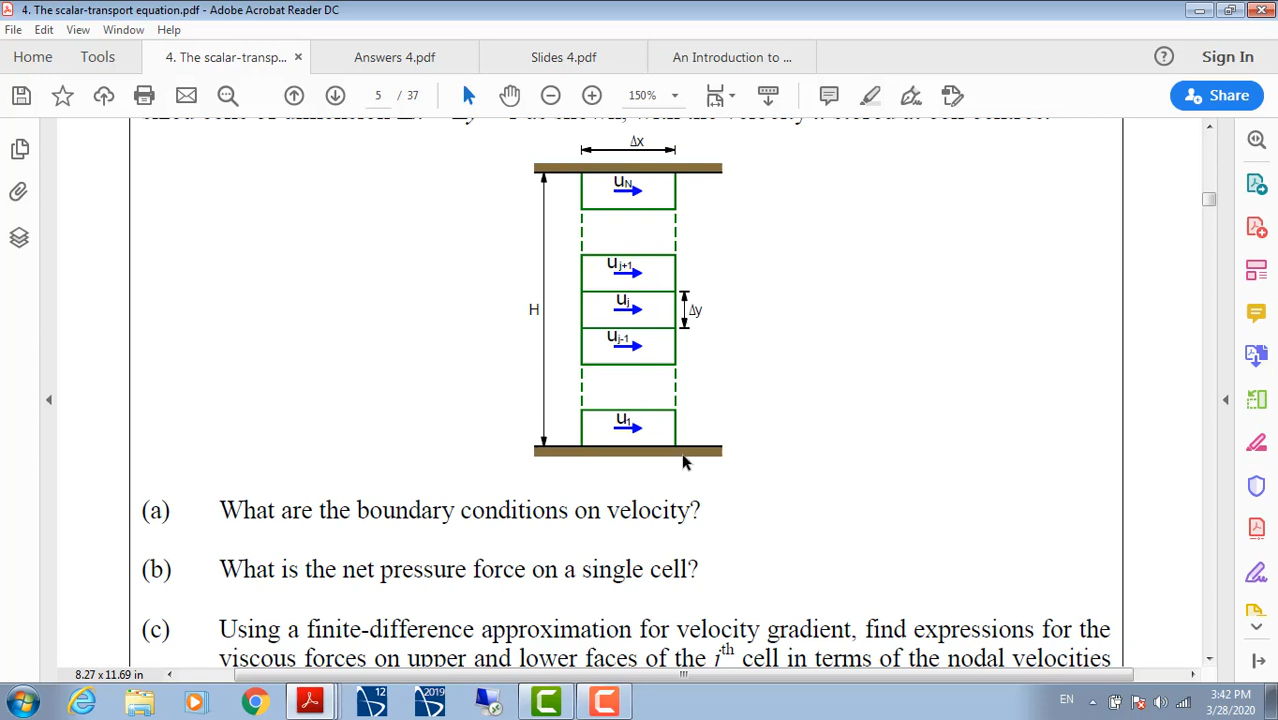 4. The scalar-transport equation.pdf - Adobe Acrobat Reader DC
File Edit View Window Help
Home Tools 4. The scalar-transp... × Answers 4.pdf Slides 4.pdf An Introduction to ... Sign In
5 / 37 150% Share
Δx
uN
uj+1
H uj Δy
uj-1
u1
(a) What are the boundary conditions on velocity?
(b) What is the net pressure force on a single cell?
(c) Using a finite-difference approximation for velocity gradient, find expressions for the
viscous forces on upper and lower faces of the jth cell in terms of the nodal velocities
8.27 x 11.69 in
12 2019 EN 3:42 PM
3/28/2020